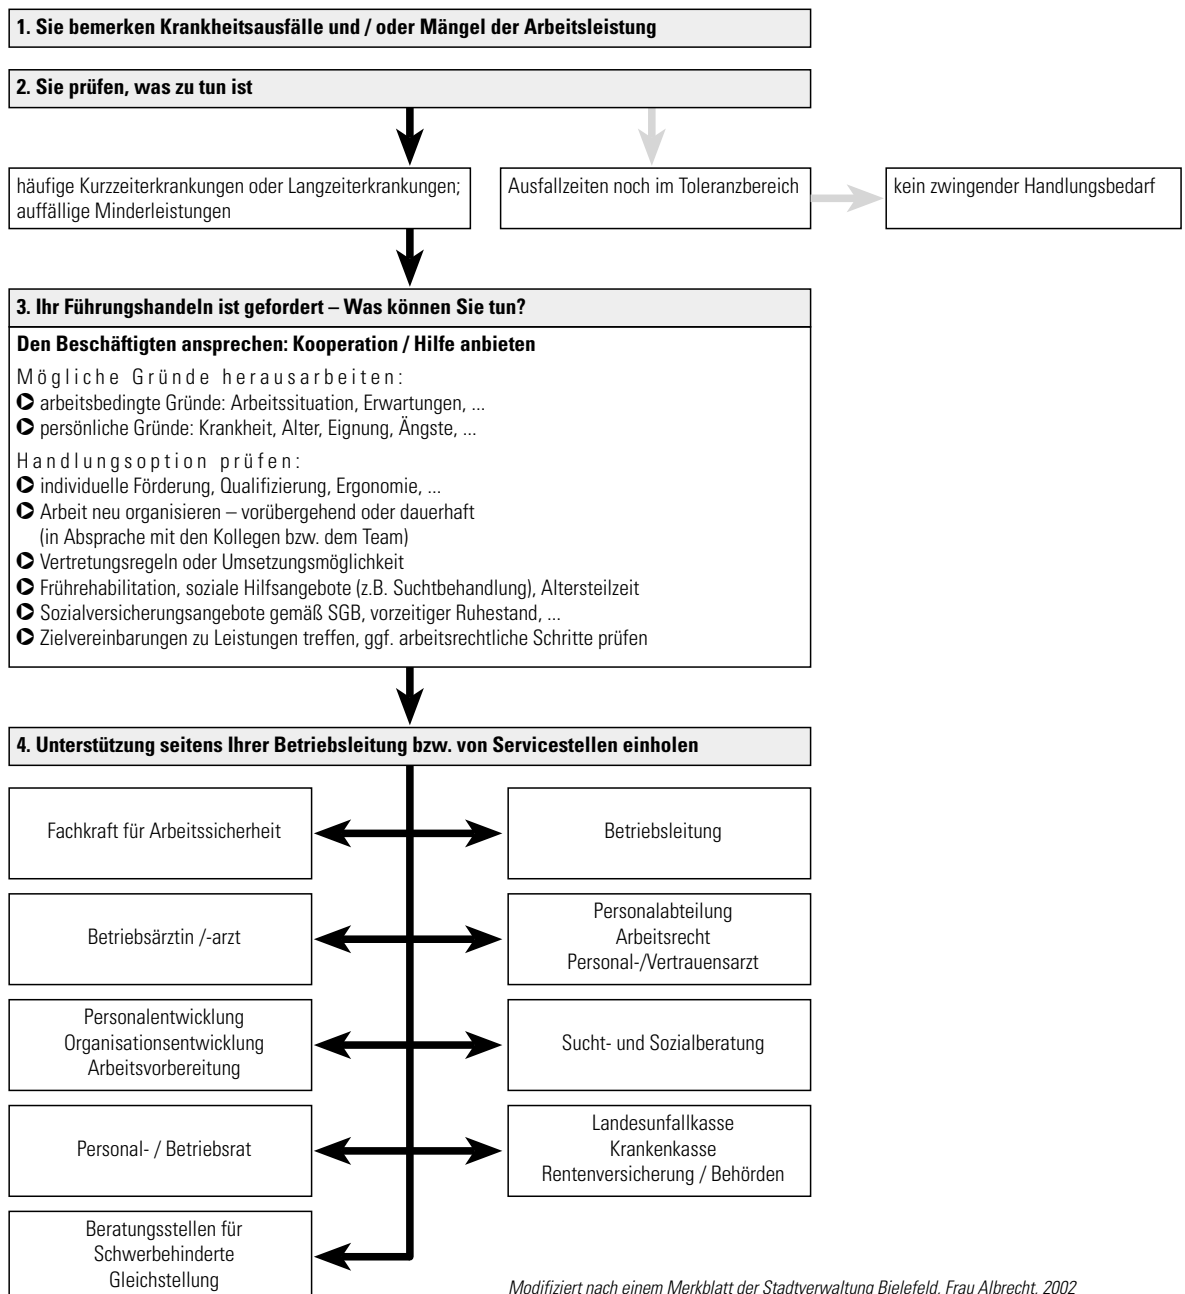 1. Sie bemerken Krankheitsausfälle und / oder Mängel der Arbeitsleistung
2. Sie prüfen, was zu tun ist
häufige Kurzzeiterkrankungen oder Langzeiterkrankungen;
auffällige Minderleistungen
Ausfallzeiten noch im Toleranzbereich
kein zwingender Handlungsbedarf
3. Ihr Führungshandeln ist gefordert – Was können Sie tun?
Den Beschäftigten ansprechen: Kooperation / Hilfe anbieten
Mögliche Gründe herausarbeiten:
arbeitsbedingte Gründe: Arbeitssituation, Erwartungen, ...
persönliche Gründe: Krankheit, Alter, Eignung, Ängste, ...
Handlungsoption prüfen:
individuelle Förderung, Qualifizierung, Ergonomie, ...
Arbeit neu organisieren – vorübergehend oder dauerhaft
(in Absprache mit den Kollegen bzw. dem Team)
Vertretungsregeln oder Umsetzungsmöglichkeit
Frührehabilitation, soziale Hilfsangebote (z.B. Suchtbehandlung), Altersteilzeit
Sozialversicherungsangebote gemäß SGB, vorzeitiger Ruhestand, ...
Zielvereinbarungen zu Leistungen treffen, ggf. arbeitsrechtliche Schritte prüfen
4. Unterstützung seitens Ihrer Betriebsleitung bzw. von Servicestellen einholen
Fachkraft für Arbeitssicherheit
Betriebsleitung
Betriebsärztin /-arzt
Personalabteilung
Arbeitsrecht
Personal-/Vertrauensarzt
Personalentwicklung
Organisationsentwicklung
Arbeitsvorbereitung
Sucht- und Sozialberatung
Personal- / Betriebsrat
Landesunfallkasse
Krankenkasse
Rentenversicherung / Behörden
Beratungsstellen für
Schwerbehinderte
Gleichstellung
Modifiziert nach einem Merkblatt der Stadtverwaltung Bielefeld, Frau Albrecht, 2002